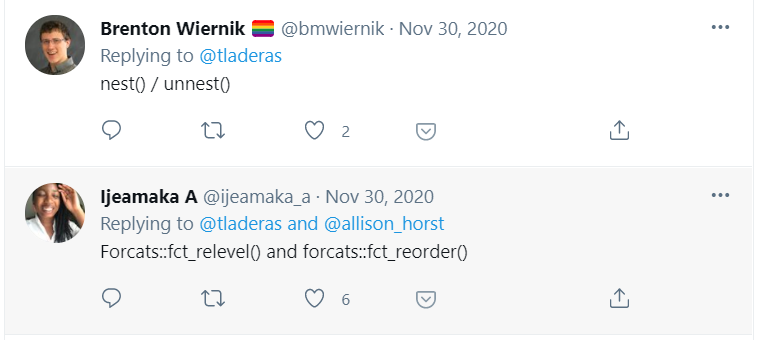 Brenton Wiernik 🏳️‍🌈 @bmwiernik · Nov 30, 2020
Replying to @tladeras
nest() / unnest()
2
Ijeamaka A @ijeamaka_a · Nov 30, 2020
Replying to @tladeras and @allison_horst
Forcats::fct_relevel() and forcats::fct_reorder()
6